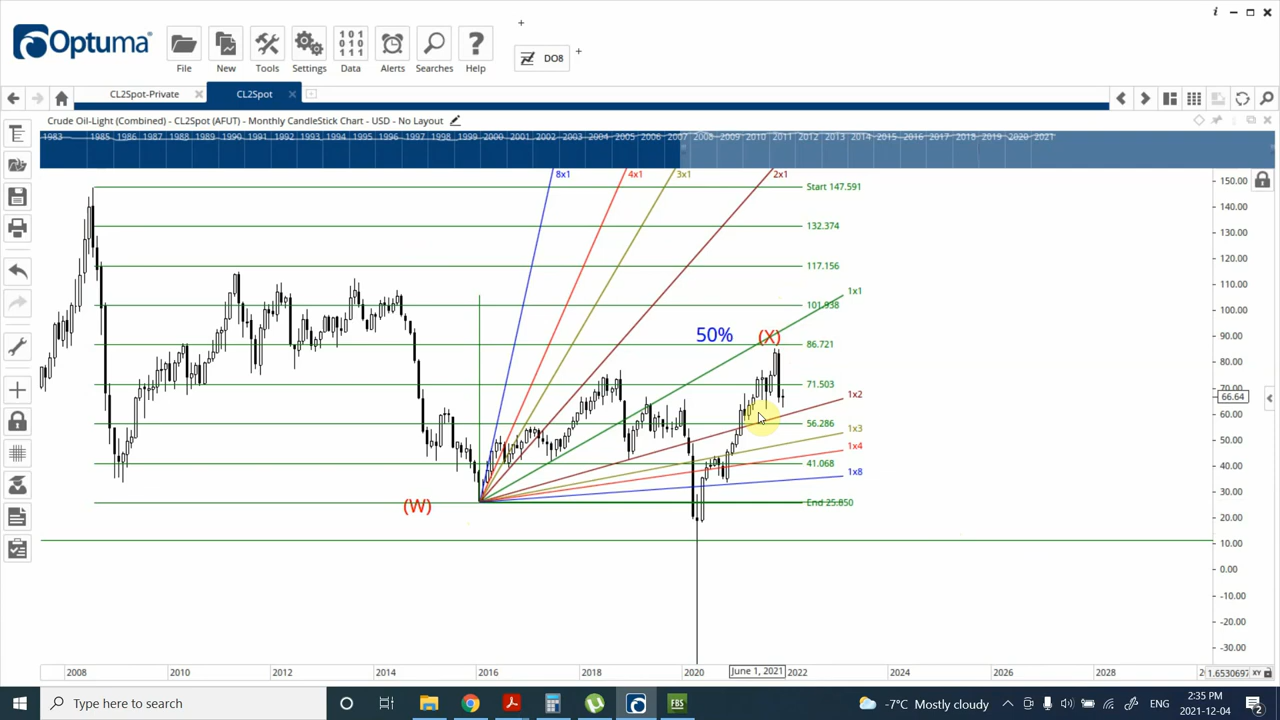 Optuma®
File
New
Tools
Settings
Data
Alerts
Searches
Help
DO8
CL2Spot-Private
CL2Spot
Crude Oil-Light (Combined) - CL2Spot (AFUT) - Monthly CandleStick Chart - USD - No Layout
1983 1985 1986 1987 1988 1989 1990 1991 1992 1993 1994 1995 1996 1997 1998 1999 2000 2001 2002 2003 2004 2005 2006 2007 2008 2009 2010 2011 2012 2013 2014 2015 2016 2017 2018 2019 2020 2021
8x1
4x1
3x1
2x1
Start 147.591
132.374
117.156
1x1
101.938
50%
(X)
86.721
71.503
1x2
56.286
1x3
1x4
41.068
1x8
(W)
End 25.850
150.00
140.00
130.00
120.00
110.00
100.00
90.00
80.00
70.00
66.64
60.00
50.00
40.00
30.00
20.00
10.00
0.00
-10.00
-20.00
-30.00
2008 2010 2012 2014 2016 2018 2020 June 1, 2021 2022 2024 2026 2028
1.6530697 XY
Type here to search
FBS
-7°C Mostly cloudy
ENG
2:35 PM
2021-12-04
2